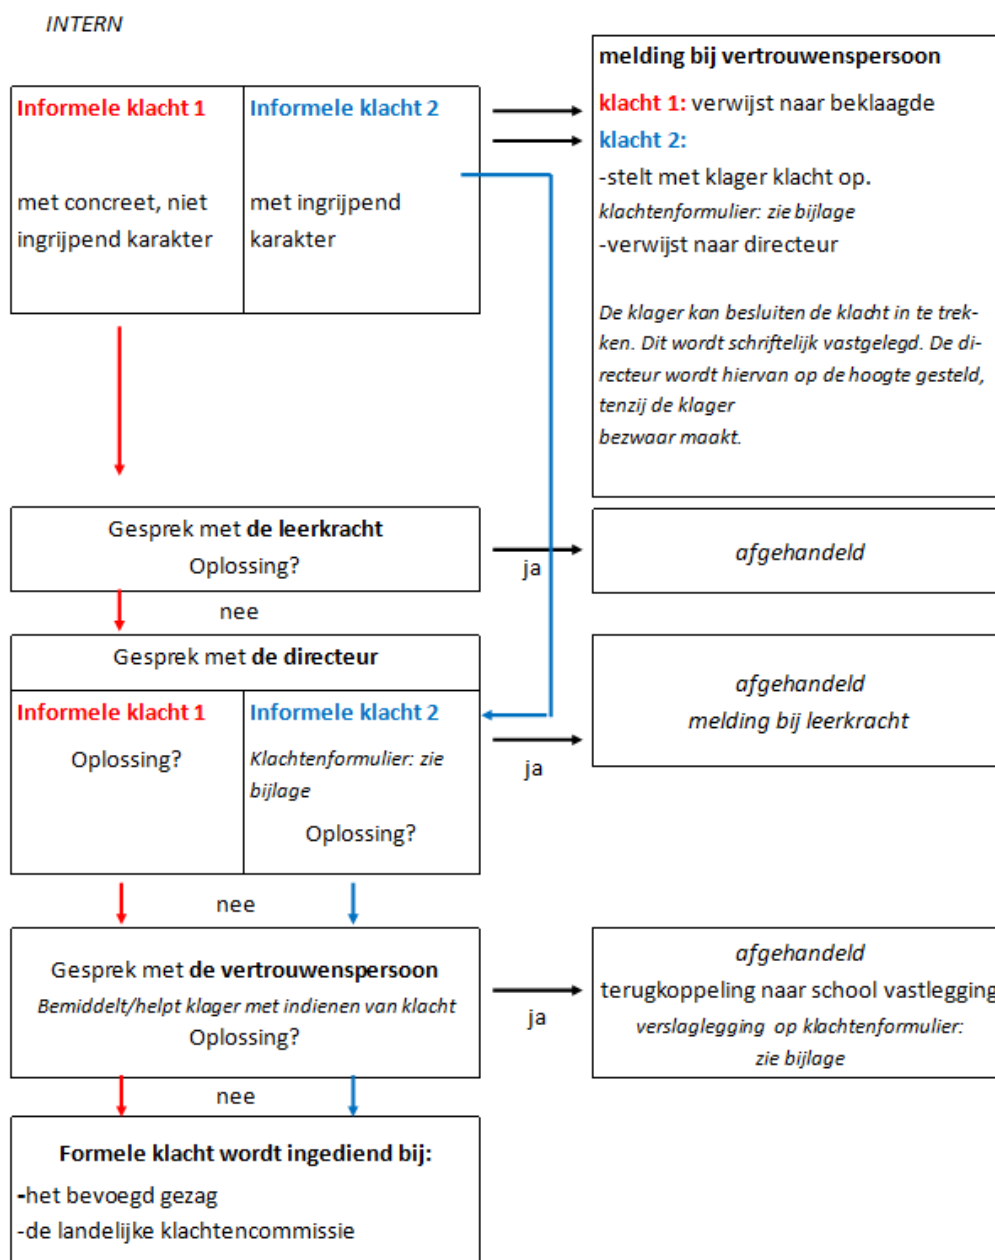 INTERN
Informele klacht 1
met concreet, niet
ingrijpend karakter
Informele klacht 2
met ingrijpend
karakter
melding bij vertrouwenspersoon
klacht 1: verwijst naar beklaagde
klacht 2:
-stelt met klager klacht op.
klachtenformulier: zie bijlage
-verwijst naar directeur
De klager kan besluiten de klacht in te trek-
ken. Dit wordt schriftelijk vastgelegd. De di-
recteur wordt hiervan op de hoogte gesteld,
tenzij de klager
bezwaar maakt.
Gesprek met de leerkracht
Oplossing?
ja
afgehandeld
nee
Gesprek met de directeur
Informele klacht 1
Oplossing?
Informele klacht 2
Klachtenformulier: zie
bijlage
Oplossing?
ja
afgehandeld
melding bij leerkracht
nee
Gesprek met de vertrouwenspersoon
Bemiddelt/helpt klager met indienen van klacht
Oplossing?
ja
afgehandeld
terugkoppeling naar school vastlegging
verslaglegging op klachtenformulier:
zie bijlage
nee
Formele klacht wordt ingediend bij:
-het bevoegd gezag
-de landelijke klachtencommissie